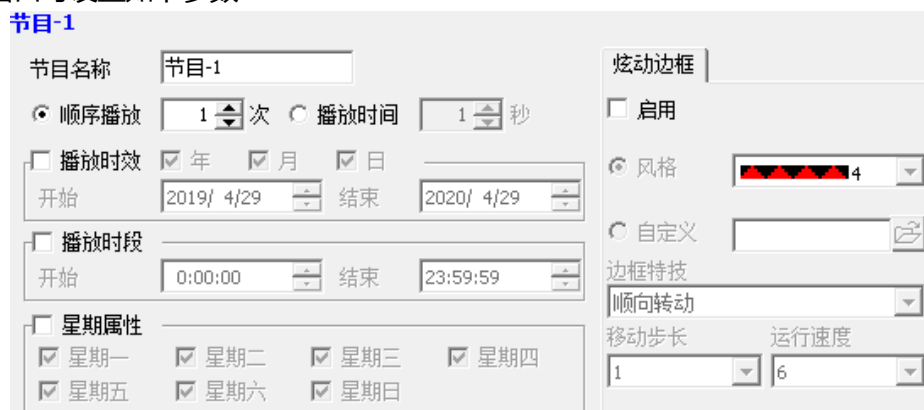 节目-1
节目名称 节目-1
顺序播放 1 次 播放时间 1 秒
播放时效 年 月 日
开始 2019/ 4/29 结束 2020/ 4/29
播放时段
开始 0:00:00 结束 23:59:59
星期属性
星期一 星期二 星期三 星期四
星期五 星期六 星期日
炫动边框
启用
风格 4
自定义
边框特技
顺向转动
移动步长 运行速度
1 6